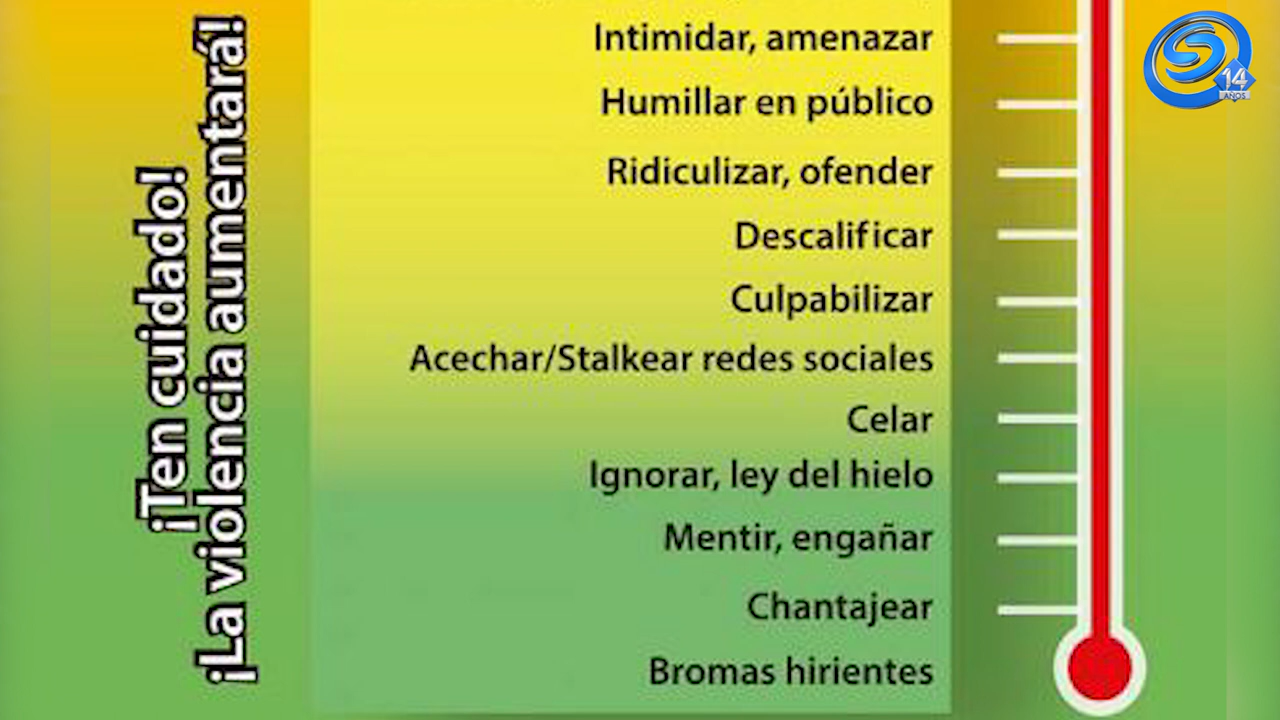 ¡Ten cuidado!
¡La violencia aumentará!
Intimidar, amenazar
Humillar en público
Ridiculizar, ofender
Descalificar
Culpabilizar
Acechar/Stalkear redes sociales
Celar
Ignorar, ley del hielo
Mentir, engañar
Chantajear
Bromas hirientes
14
AÑOS